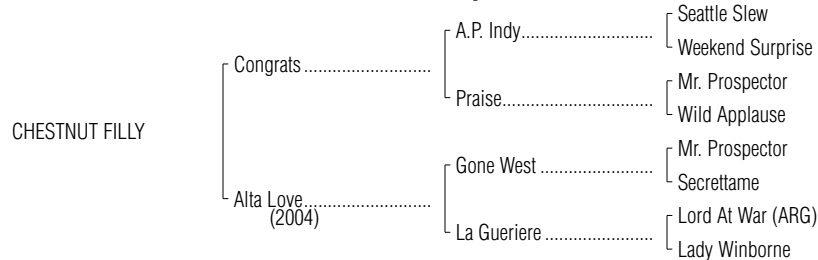 Seattle Slew
A.P. Indy
Weekend Surprise
Congrats
Mr. Prospector
Praise
Wild Applause
CHESTNUT FILLY
Mr. Prospector
Gone West
Secrettame
Alta Love
(2004)
Lord At War (ARG)
La Gueriere
Lady Winborne